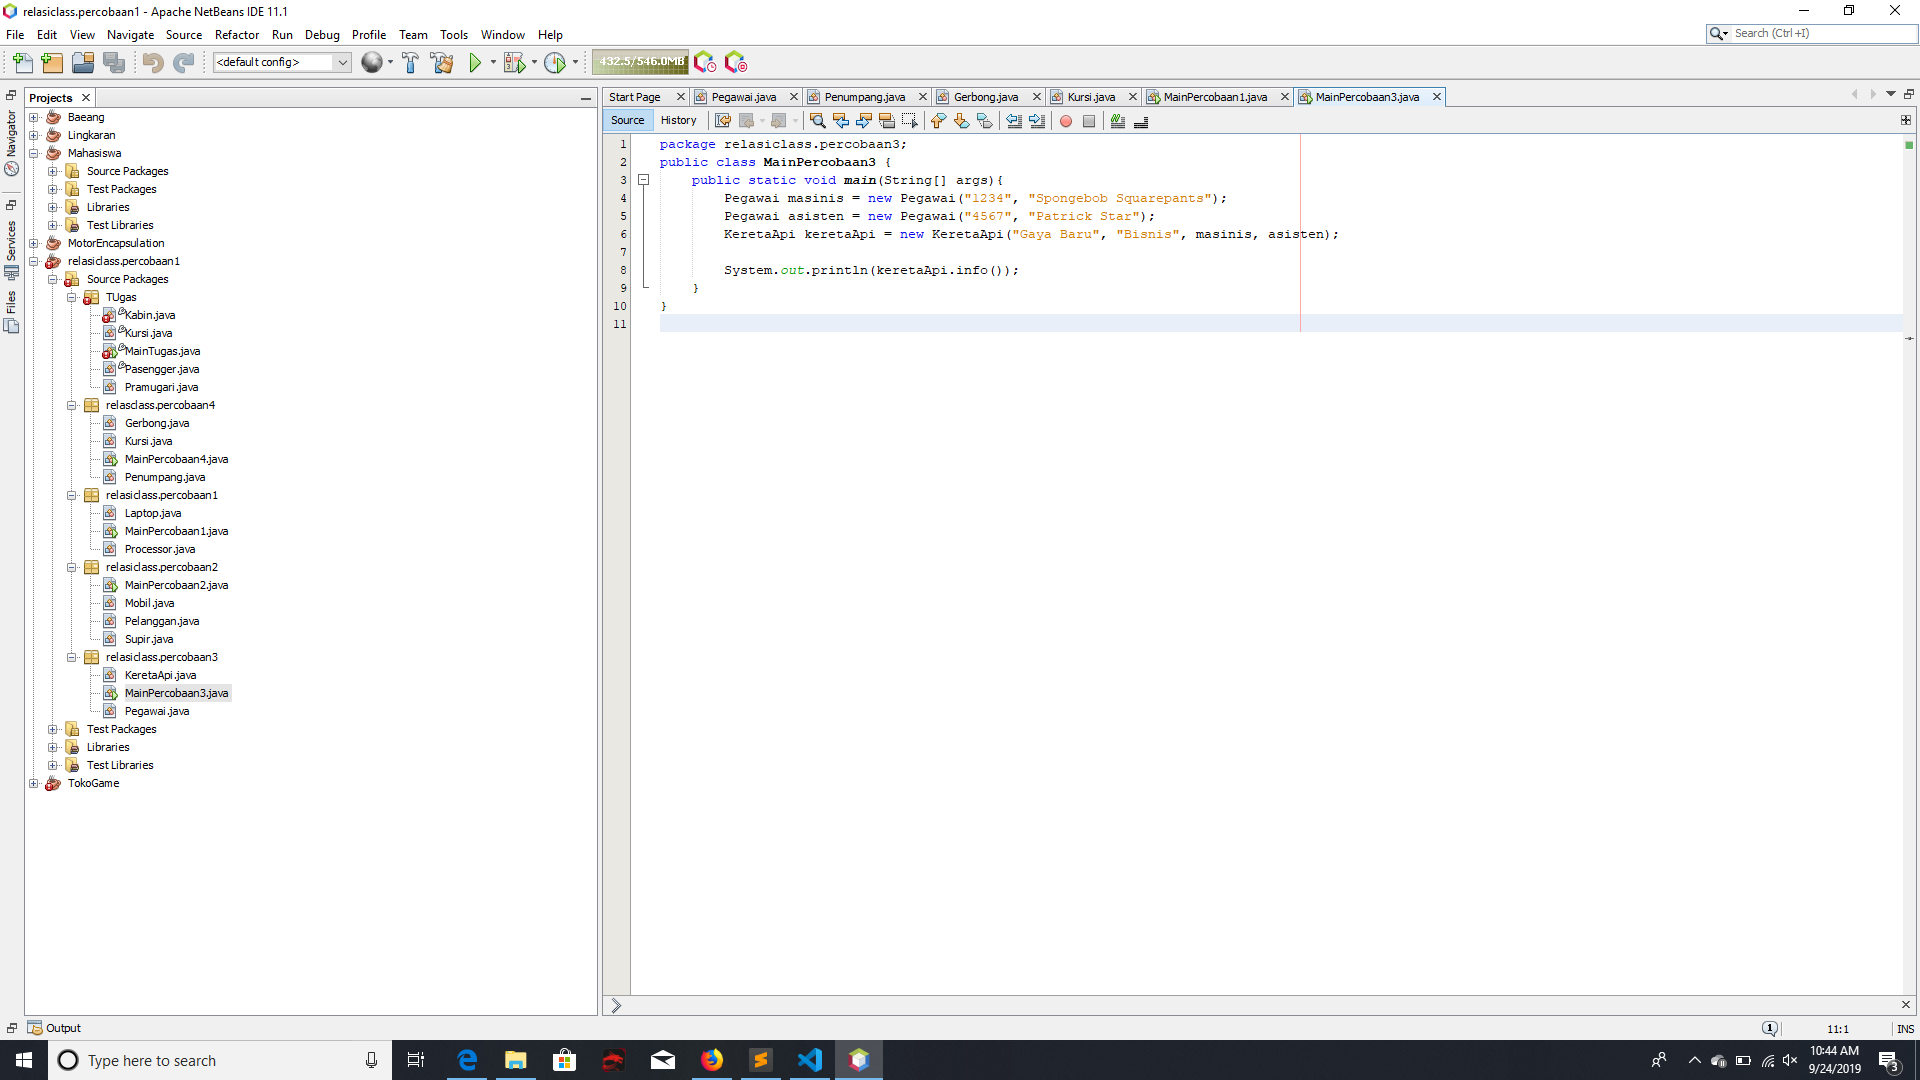 relasiclass.percobaan1 - Apache NetBeans IDE 11.1
File Edit View Navigate Source Refactor Run Debug Profile Team Tools Window Help
Search (Ctrl+I)
<default config>
432.5/546.0MB
Projects
Start Page Pegawai.java Penumpang.java Gerbong.java Kursi.java MainPercobaan1.java MainPercobaan3.java
Source History
Navigator
Services
Files
Baeang
Lingkaran
Mahasiswa
Source Packages
Test Packages
Libraries
Test Libraries
MotorEncapsulation
relasiclass.percobaan1
Source Packages
TUgas
Kabin.java
Kursi.java
MainTugas.java
Pasengger.java
Pramugari.java
relasclass.percobaan4
Gerbong.java
Kursi.java
MainPercobaan4.java
Penumpang.java
relasiclass.percobaan1
Laptop.java
MainPercobaan1.java
Processor.java
relasiclass.percobaan2
MainPercobaan2.java
Mobil.java
Pelanggan.java
Supir.java
relasiclass.percobaan3
KeretaApi.java
MainPercobaan3.java
Pegawai.java
Test Packages
Libraries
Test Libraries
TokoGame
1 package relasiclass.percobaan3;
2 public class MainPercobaan3 {
3 public static void main(String[] args){
4 Pegawai masinis = new Pegawai("1234", "Spongebob Squarepants");
5 Pegawai asisten = new Pegawai("4567", "Patrick Star");
6 KeretaApi keretaApi = new KeretaApi("Gaya Baru", "Bisnis", masinis, asisten);
7
8 System.out.println(keretaApi.info());
9 }
10 }
11
Output
1
11:1
INS
Type here to search
10:44 AM
9/24/2019
3